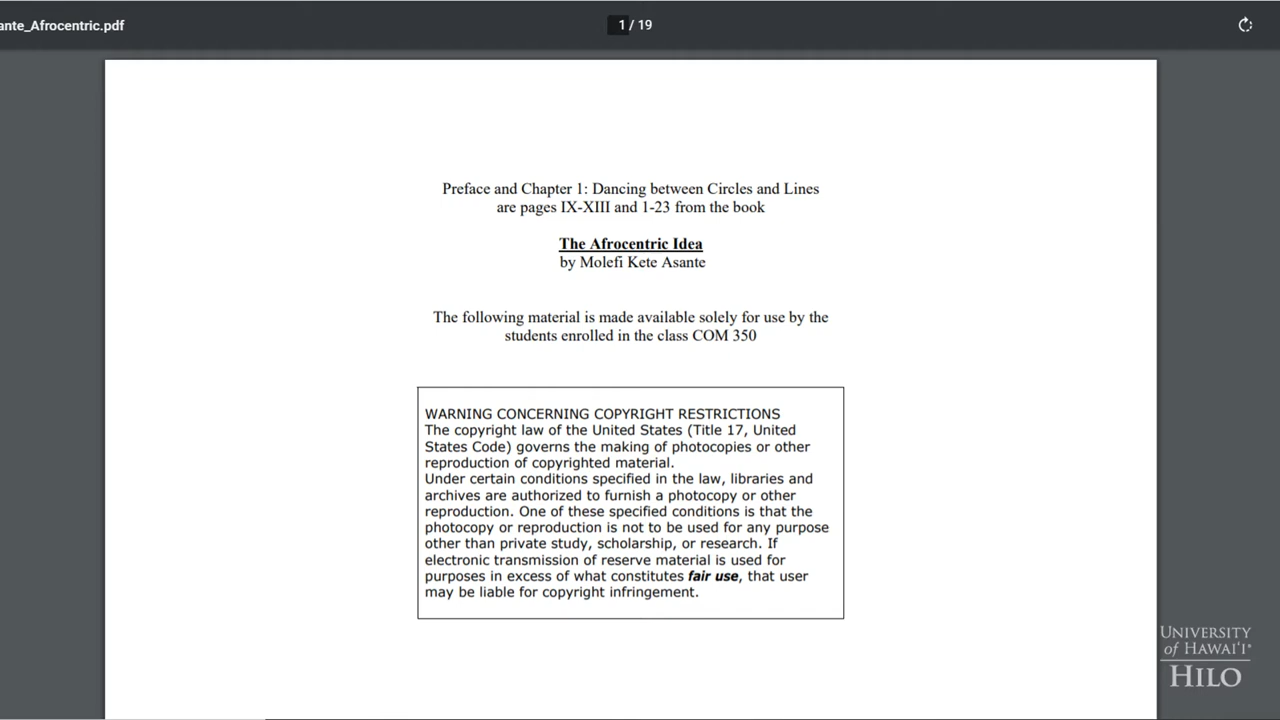 ante_Afrocentric.pdf
1 / 19
Preface and Chapter 1: Dancing between Circles and Lines
are pages IX-XIII and 1-23 from the book
The Afrocentric Idea
by Molefi Kete Asante
The following material is made available solely for use by the
students enrolled in the class COM 350
WARNING CONCERNING COPYRIGHT RESTRICTIONS
The copyright law of the United States (Title 17, United
States Code) governs the making of photocopies or other
reproduction of copyrighted material.
Under certain conditions specified in the law, libraries and
archives are authorized to furnish a photocopy or other
reproduction. One of these specified conditions is that the
photocopy or reproduction is not to be used for any purpose
other than private study, scholarship, or research. If
electronic transmission of reserve material is used for
purposes in excess of what constitutes fair use, that user
may be liable for copyright infringement.
UNIVERSITY
of HAWAIʻI®
HILO